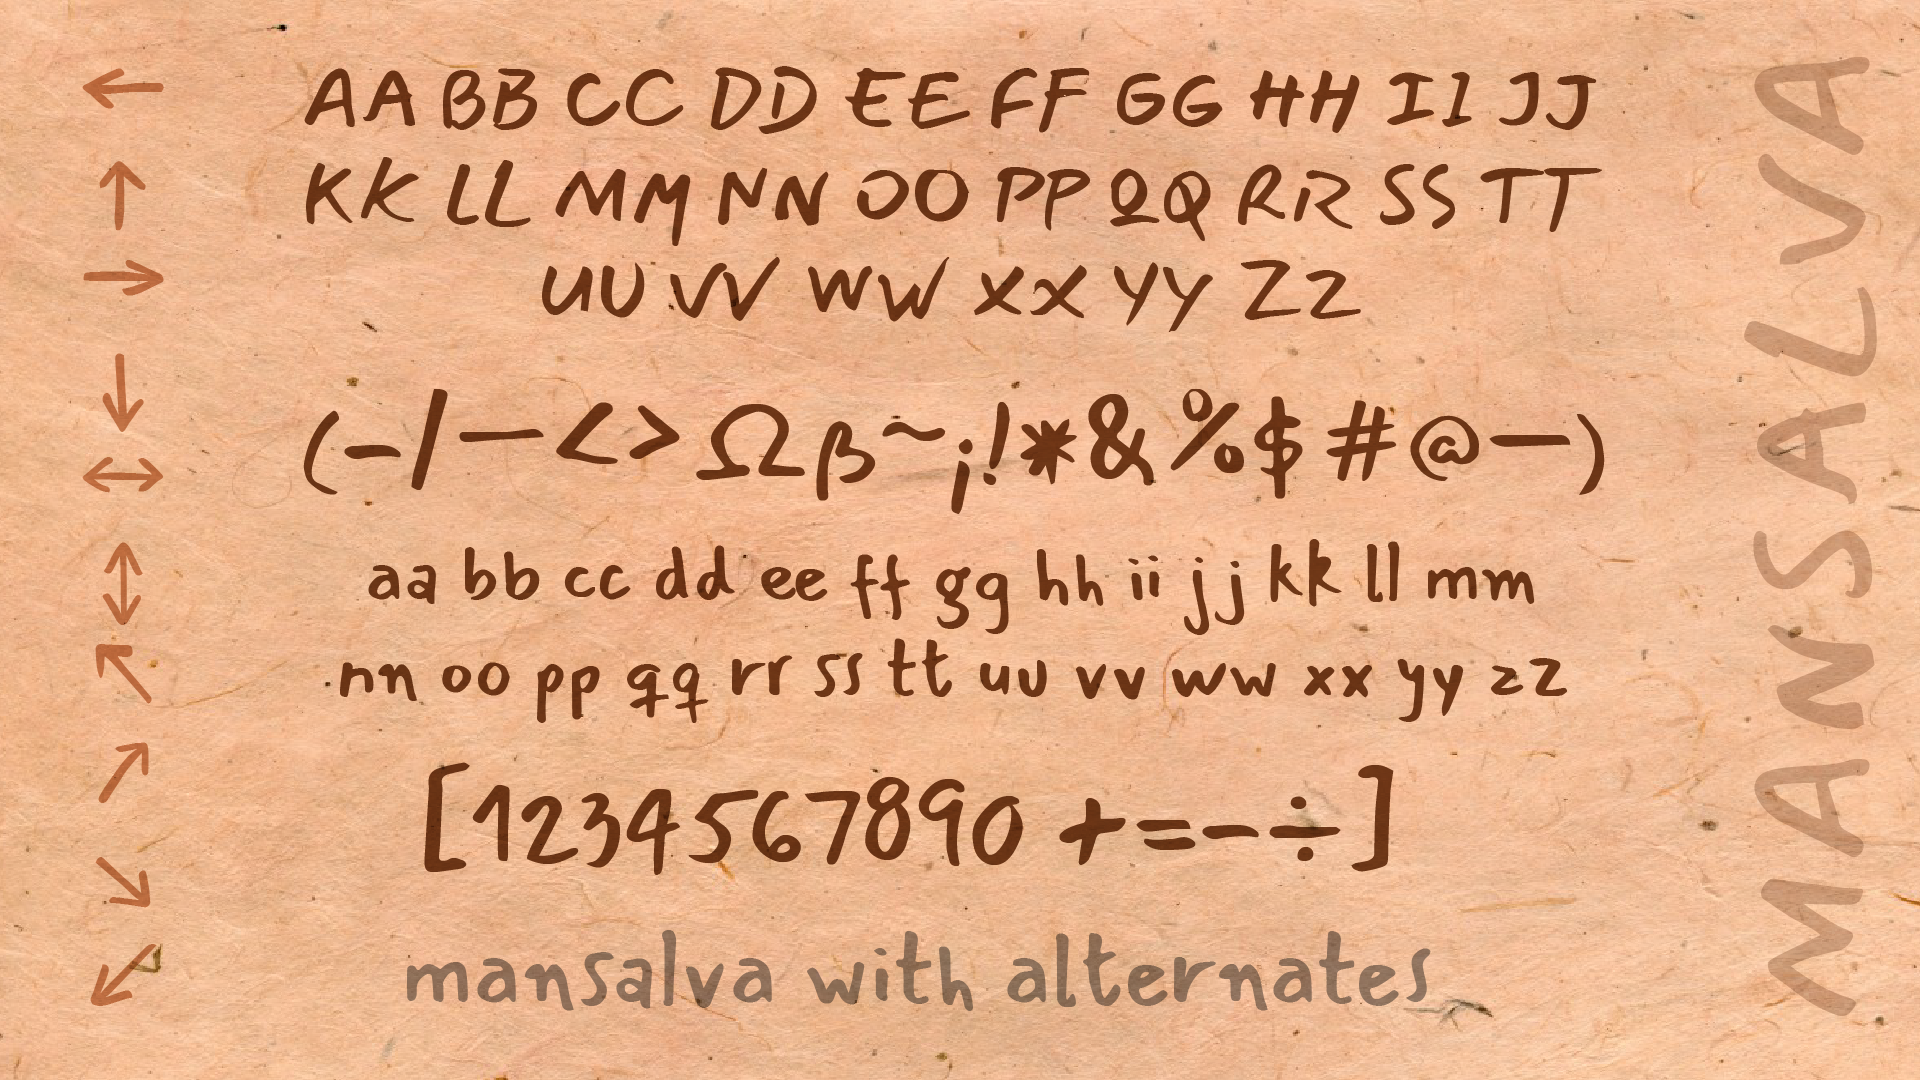 AA BB CC DD EE FF GG HH II JJ
KK LL MM NN OO PP QQ RR SS TT
UU VV WW XX YY ZZ
(-/—<>Ωβ~¡!*&%$#@—)
aa bb cc dd ee ff gg hh ii jj kk ll mm
nn oo pp qq rr ss tt uu vv ww xx yy zz
[1234567890 +=-÷]
mansalva with alternates
←
↑
→
↓
↔
↕
↖
↗
↘
↙
MANSALVA